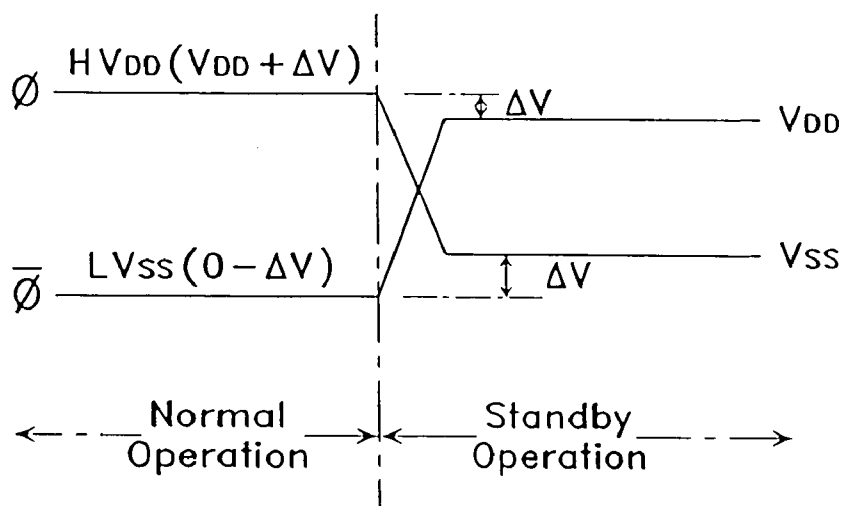 Ø HVDD(VDD + ΔV)
ΔV
VDD
Ø̅ LVSS(0 - ΔV)
VSS
ΔV
Normal
Operation
Standby
Operation